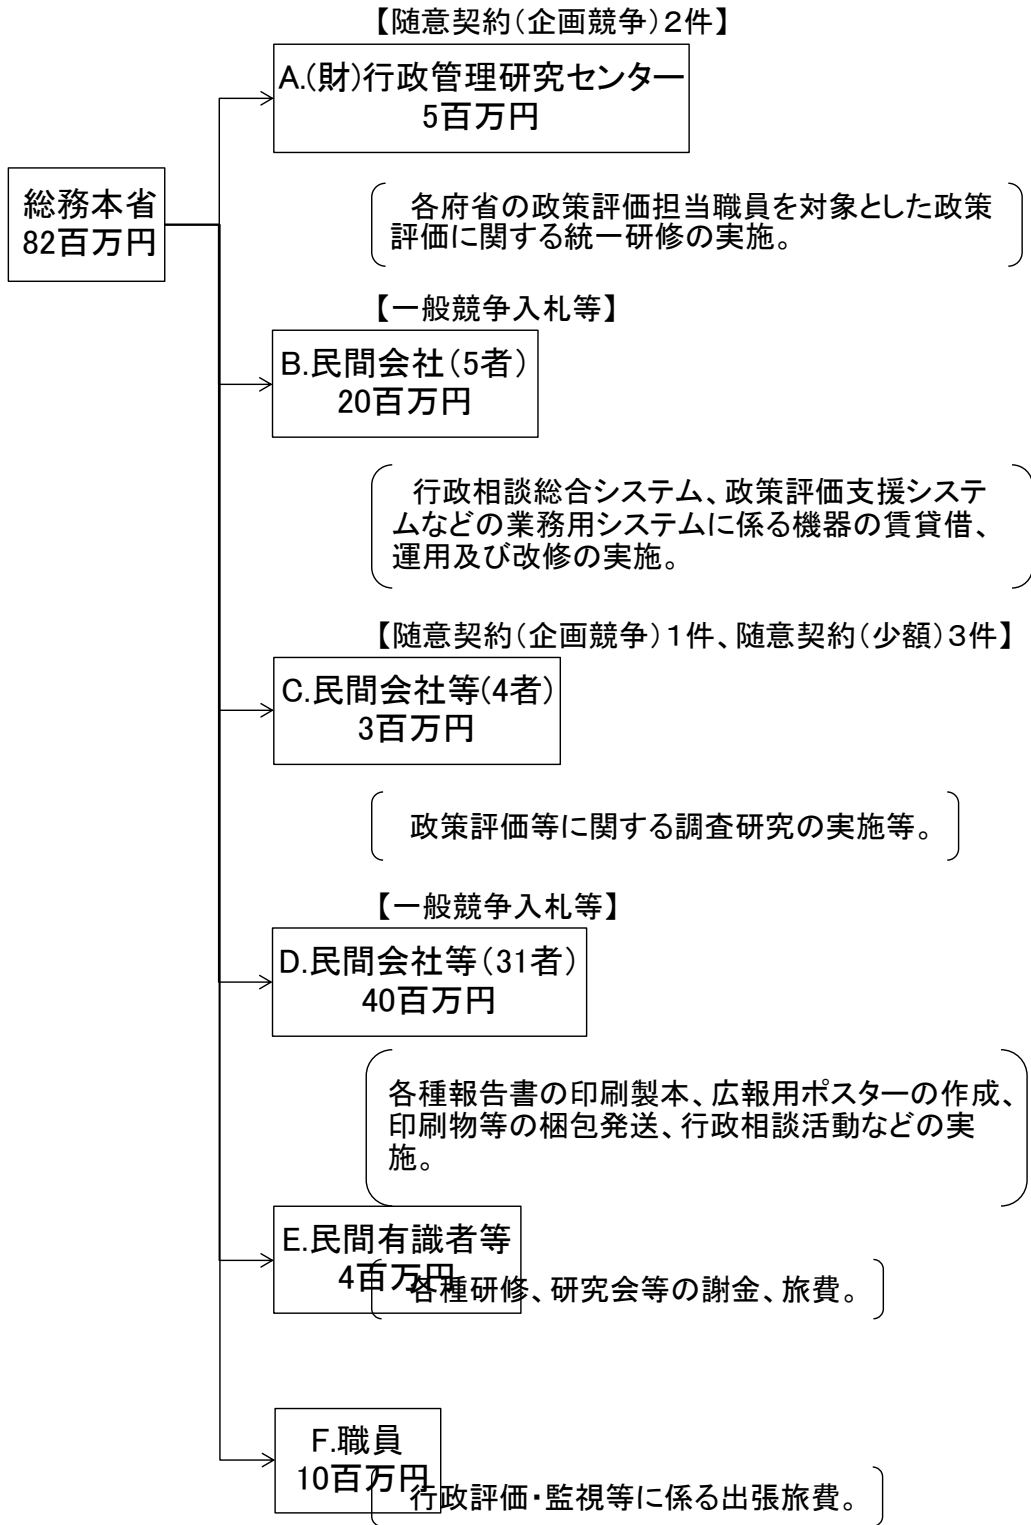 【随意契約(企画競争)2件】
A.(財)行政管理研究センター
5百万円
総務本省
82百万円
各府省の政策評価担当職員を対象とした政策
評価に関する統一研修の実施。
【一般競争入札等】
B.民間会社(5者)
20百万円
行政相談総合システム、政策評価支援システ
ムなどの業務用システムに係る機器の賃貸借、
運用及び改修の実施。
【随意契約(企画競争)1件、随意契約(少額)3件】
C.民間会社等(4者)
3百万円
政策評価等に関する調査研究の実施等。
【一般競争入札等】
D.民間会社等(31者)
40百万円
各種報告書の印刷製本、広報用ポスターの作成、
印刷物等の梱包発送、行政相談活動などの実
施。
E.民間有識者等
4百万円
各種研修、研究会等の謝金、旅費。
F.職員
10百万円
行政評価・監視等に係る出張旅費。